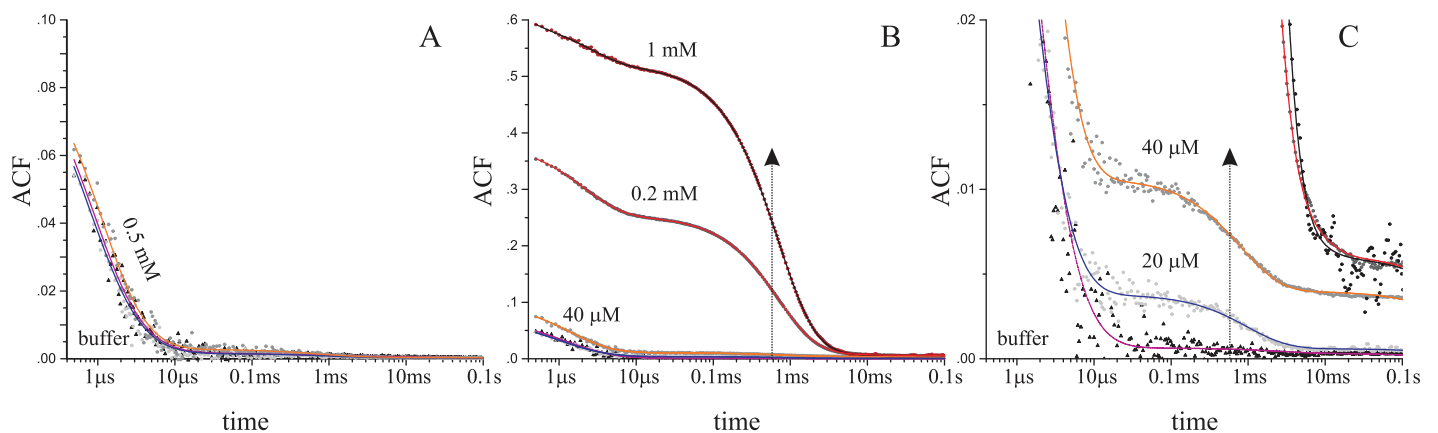 A
ACF
.10
.08
.06
.04
.02
.00
0.5 mM
buffer
1µs 10µs 0.1ms 1ms 10ms 0.1s
time
B
ACF
.6
.5
.4
.3
.2
.1
.0
1 mM
0.2 mM
40 µM
1µs 10µs 0.1ms 1ms 10ms 0.1s
time
C
ACF
.02
.01
.00
40 µM
20 µM
buffer
1µs 10µs 0.1ms 1ms 10ms 0.1s
time